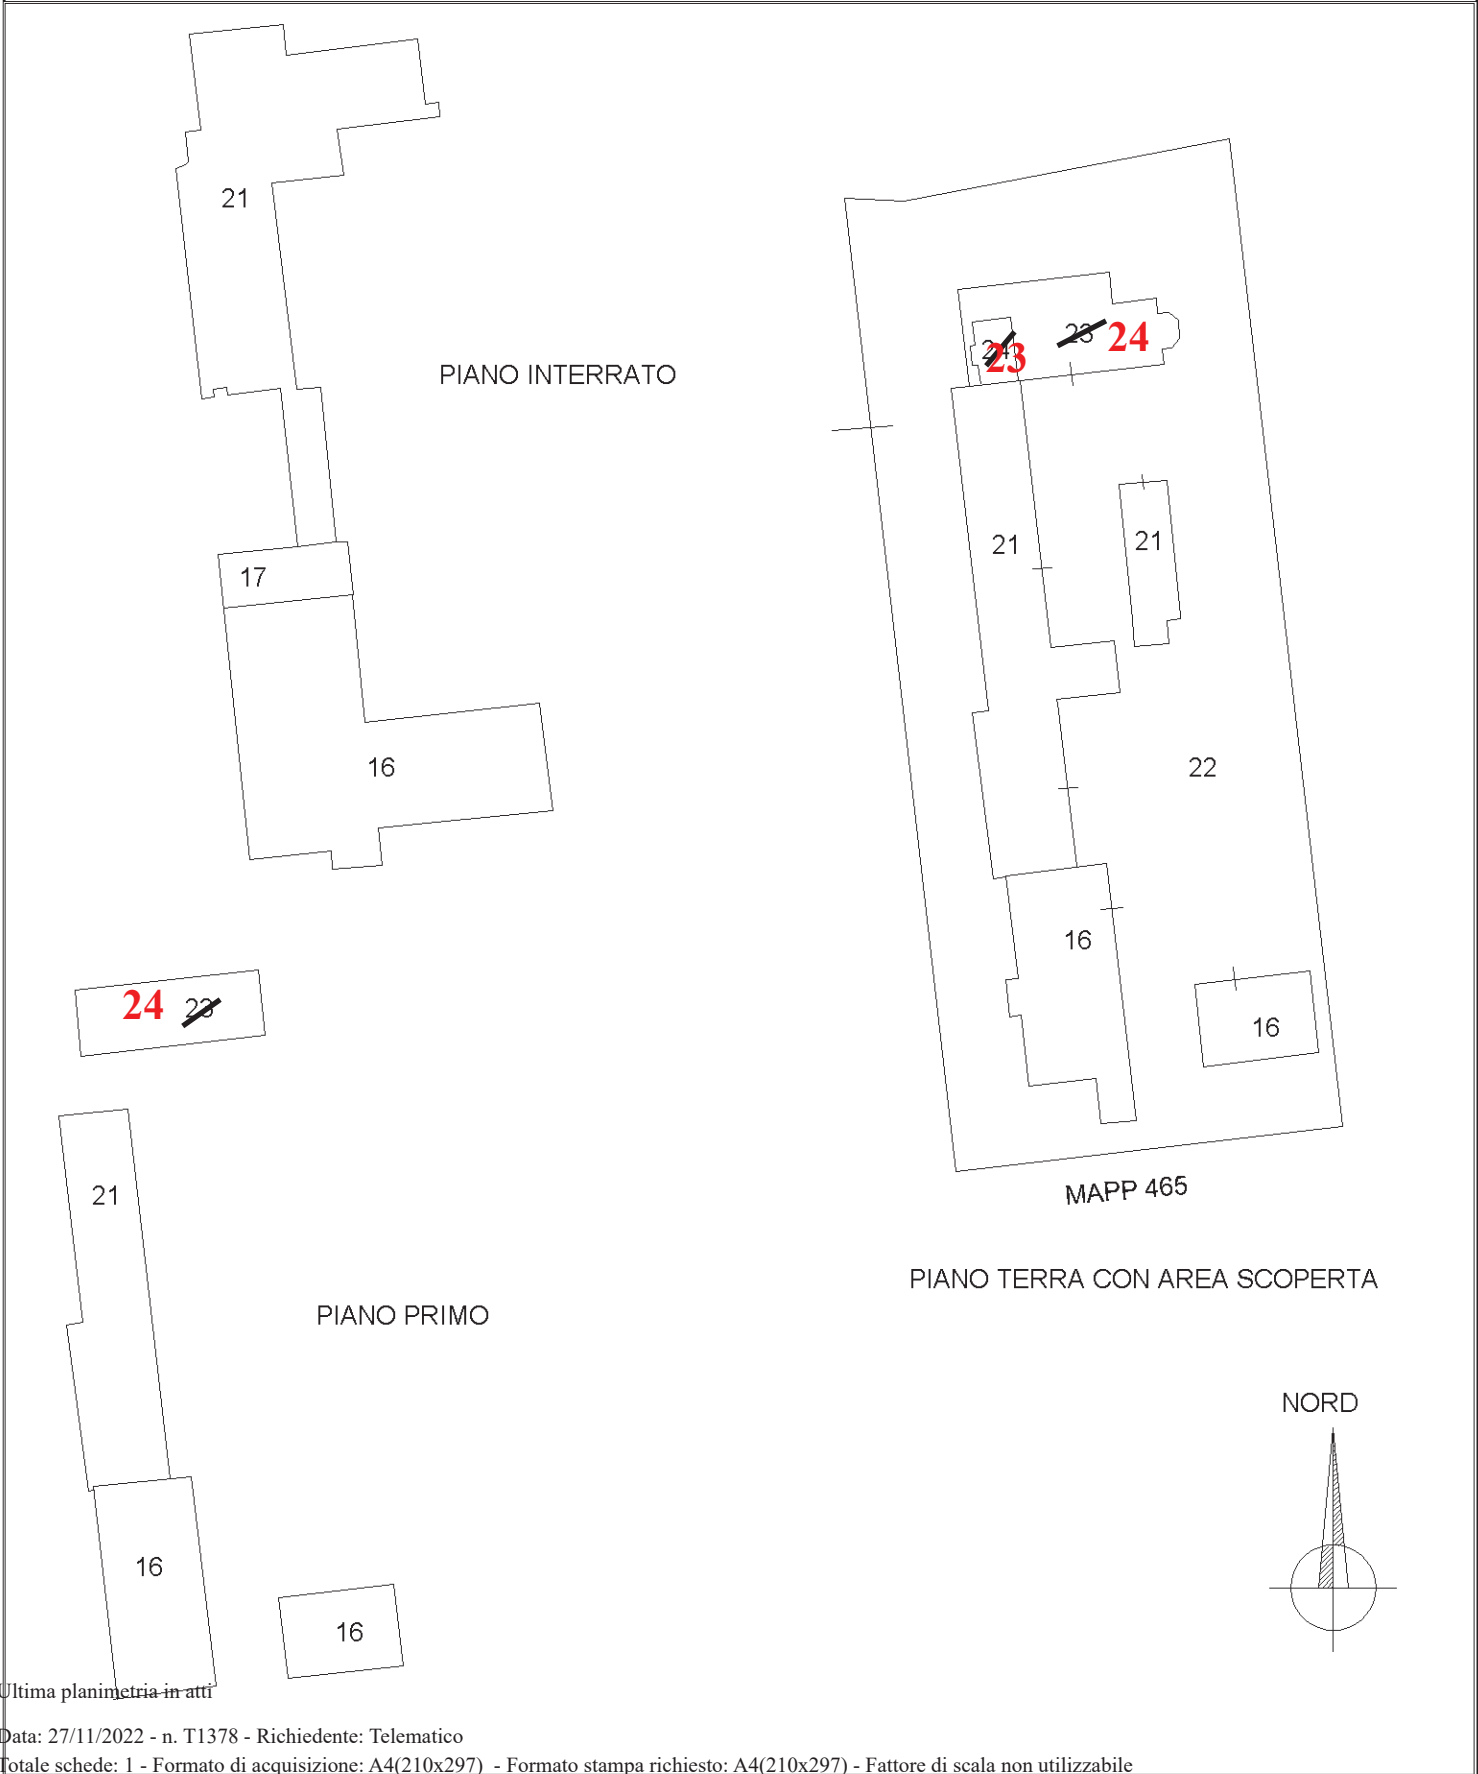 21
PIANO INTERRATO
17
16
24 23
21
PIANO PRIMO
16
16
24 23
23 24
21
21
22
16
16
MAPP 465
PIANO TERRA CON AREA SCOPERTA
NORD
Ultima planimetria in atti
Data: 27/11/2022 - n. T1378 - Richiedente: Telematico
Totale schede: 1 - Formato di acquisizione: A4(210x297) - Formato stampa richiesto: A4(210x297) - Fattore di scala non utilizzabile